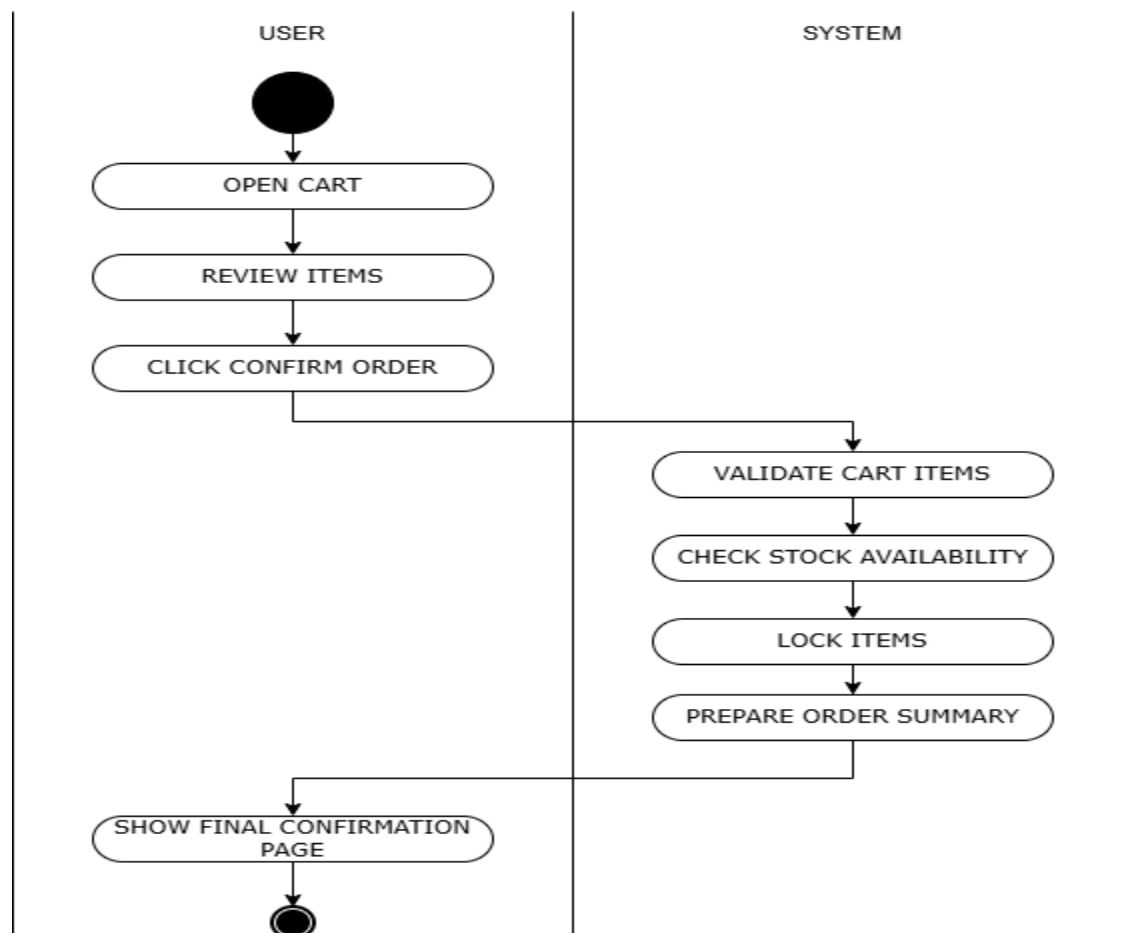 USER
SYSTEM
OPEN CART
REVIEW ITEMS
CLICK CONFIRM ORDER
VALIDATE CART ITEMS
CHECK STOCK AVAILABILITY
LOCK ITEMS
PREPARE ORDER SUMMARY
SHOW FINAL CONFIRMATION
PAGE